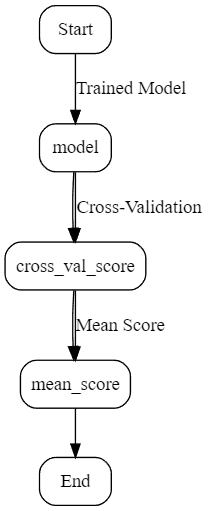 Start
Trained Model
model
Cross-Validation
cross_val_score
Mean Score
mean_score
End